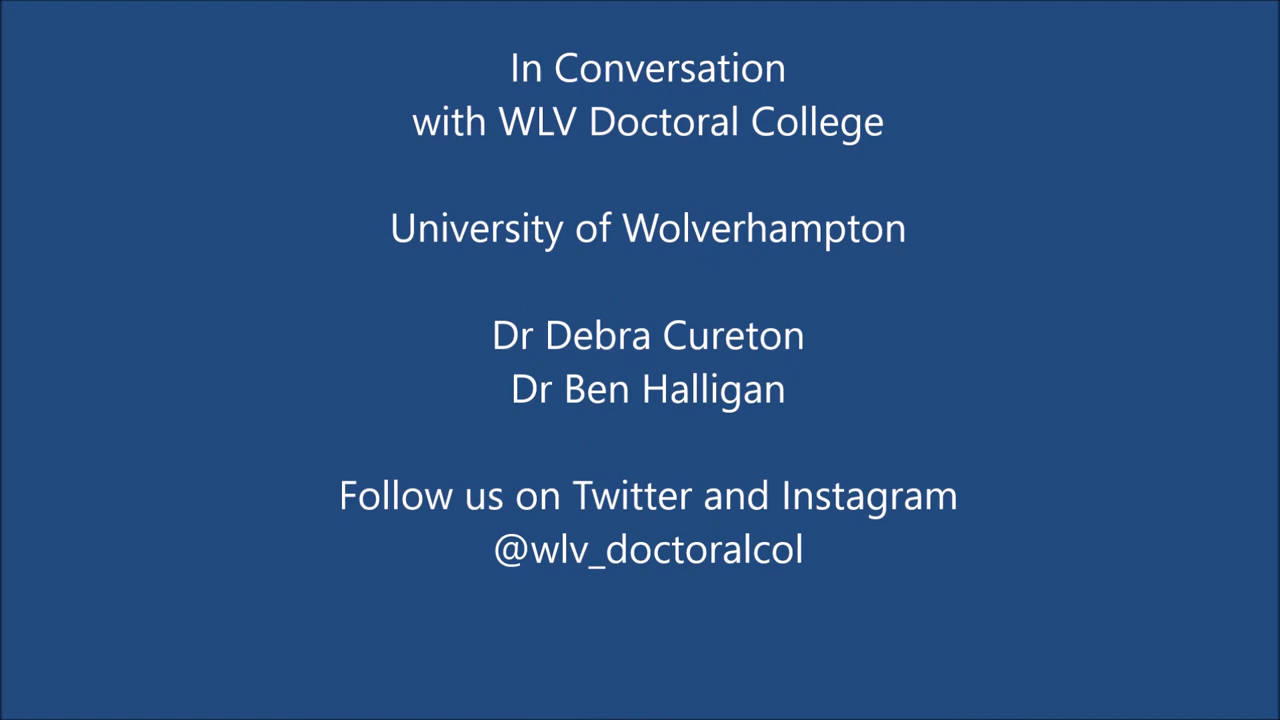 In Conversation
with WLV Doctoral College
University of Wolverhampton
Dr Debra Cureton
Dr Ben Halligan
Follow us on Twitter and Instagram
@wlv_doctoralcol